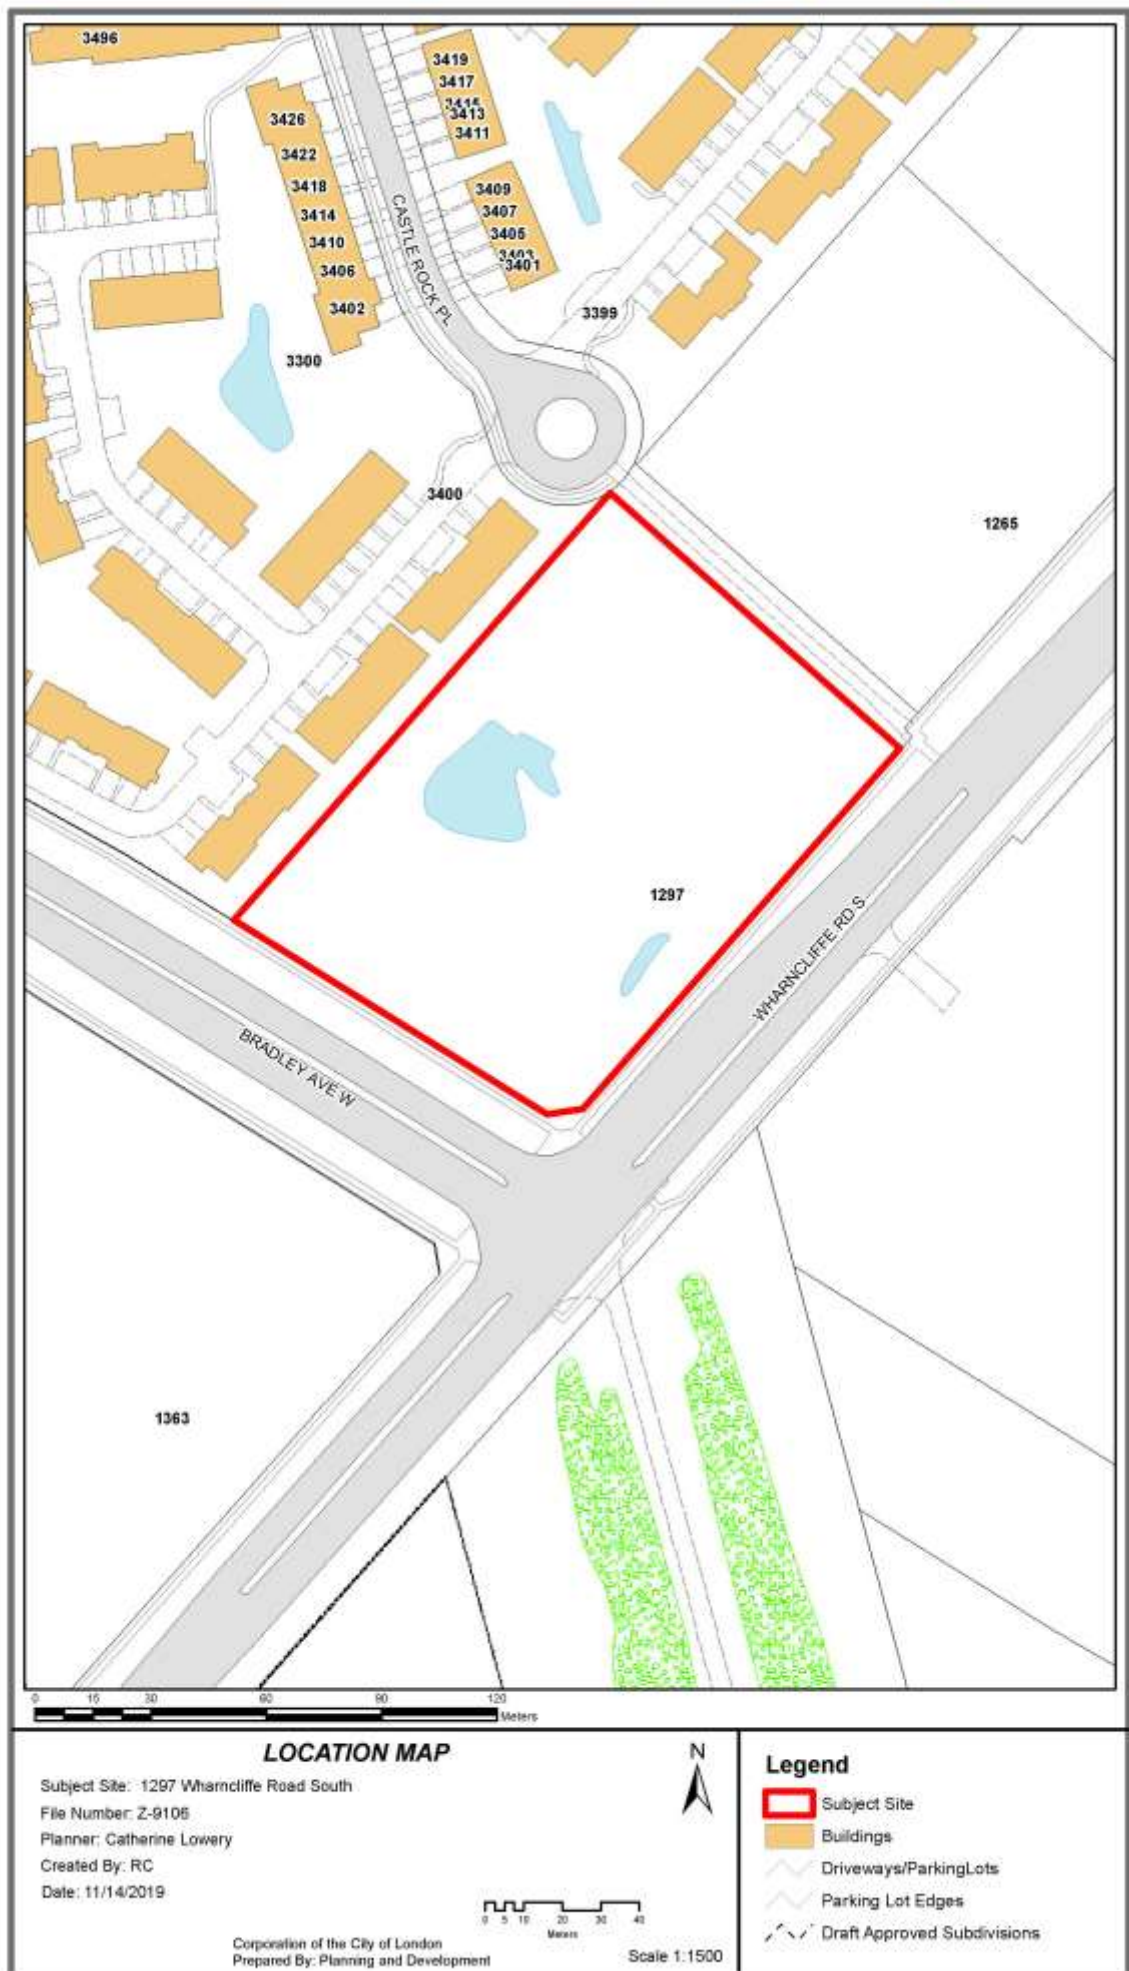 3496
3419
3417
3415
3413
3411
3426
3422
3418
3414
3410
3406
3402
3409
3407
3405
3403
3401
CASTLE ROCK PL
3399
3300
3400
1265
1297
WHARNCLIFFE RD S
BRADLEY AVE W
1363
0 15 30 60 90 120
Meters
LOCATION MAP
Subject Site: 1297 Wharncliffe Road South
File Number: Z-9106
Planner: Catherine Lowery
Created By: RC
Date: 11/14/2019
N
0 5 10 20 30 40
Meters
Corporation of the City of London
Prepared By: Planning and Development
Scale 1:1500
Legend
Subject Site
Buildings
Driveways/ParkingLots
Parking Lot Edges
Draft Approved Subdivisions